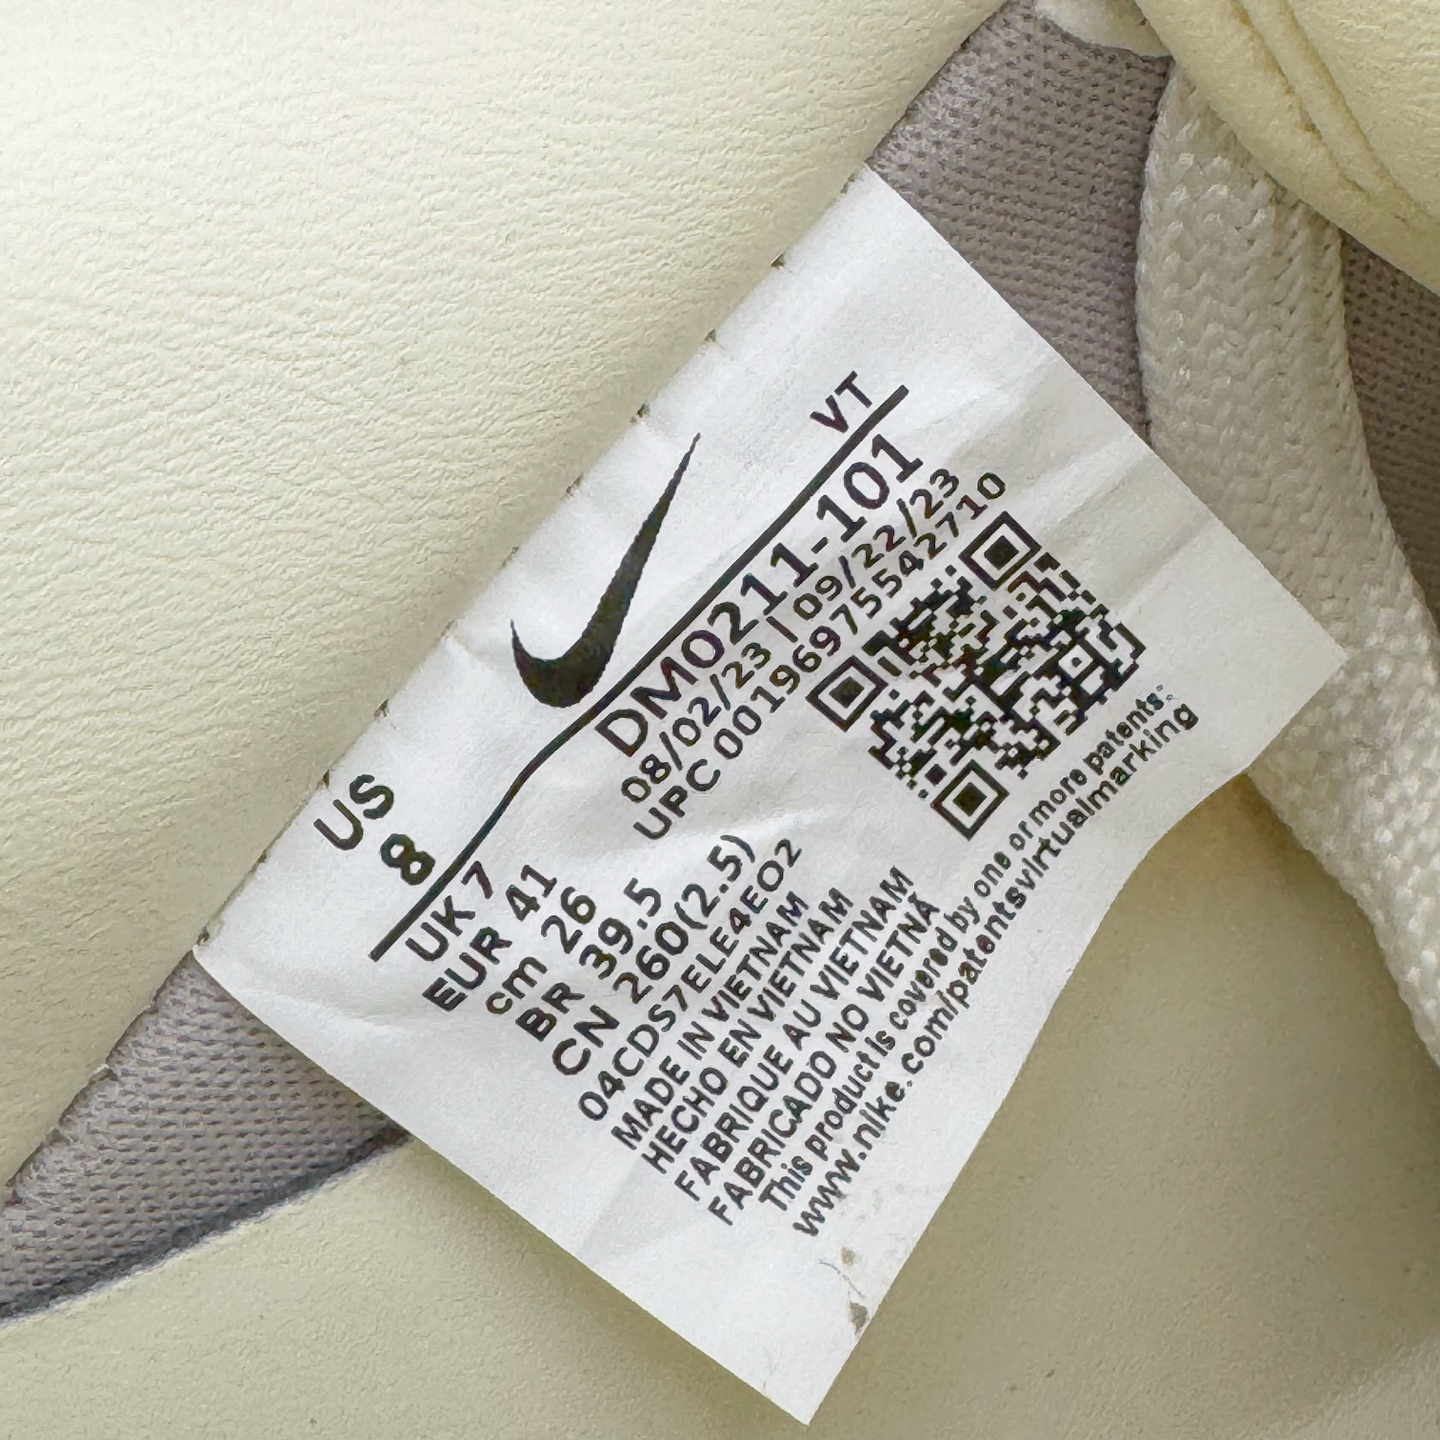 US
8
VT
UK 7
EUR 41
cm 26
BR 39.5
CN 260(2.5)
DM0211-101
08/02/23 | 09/22/23
UPC 00196975542710
04CDS7ELE4EO2
MADE IN VIETNAM
HECHO EN VIETNAM
FABRIQUE AU VIETNAM
FABRICADO NO VIETNÃ
This product is covered by one or more patents:
www.nike.com/patentsvirtualmarking